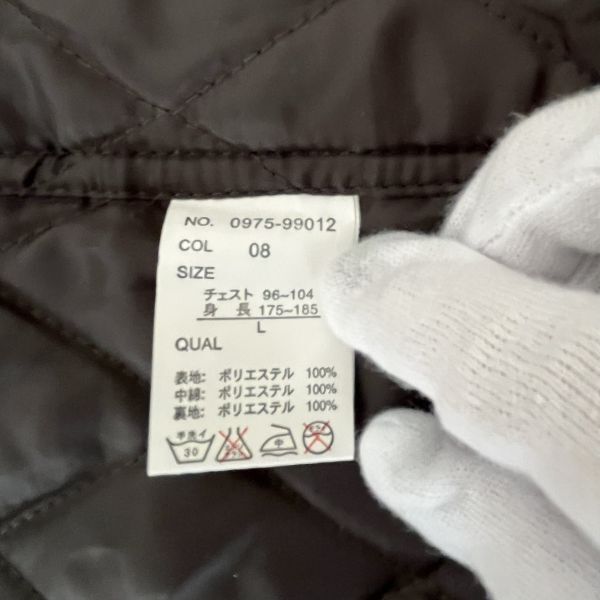 NO. 0975-99012
COL 08
SIZE
チェスト 96~104
身長 175~185
L
QUAL
表地: ポリエステル 100%
中綿: ポリエステル 100%
裏地: ポリエステル 100%
手洗イ 30 中